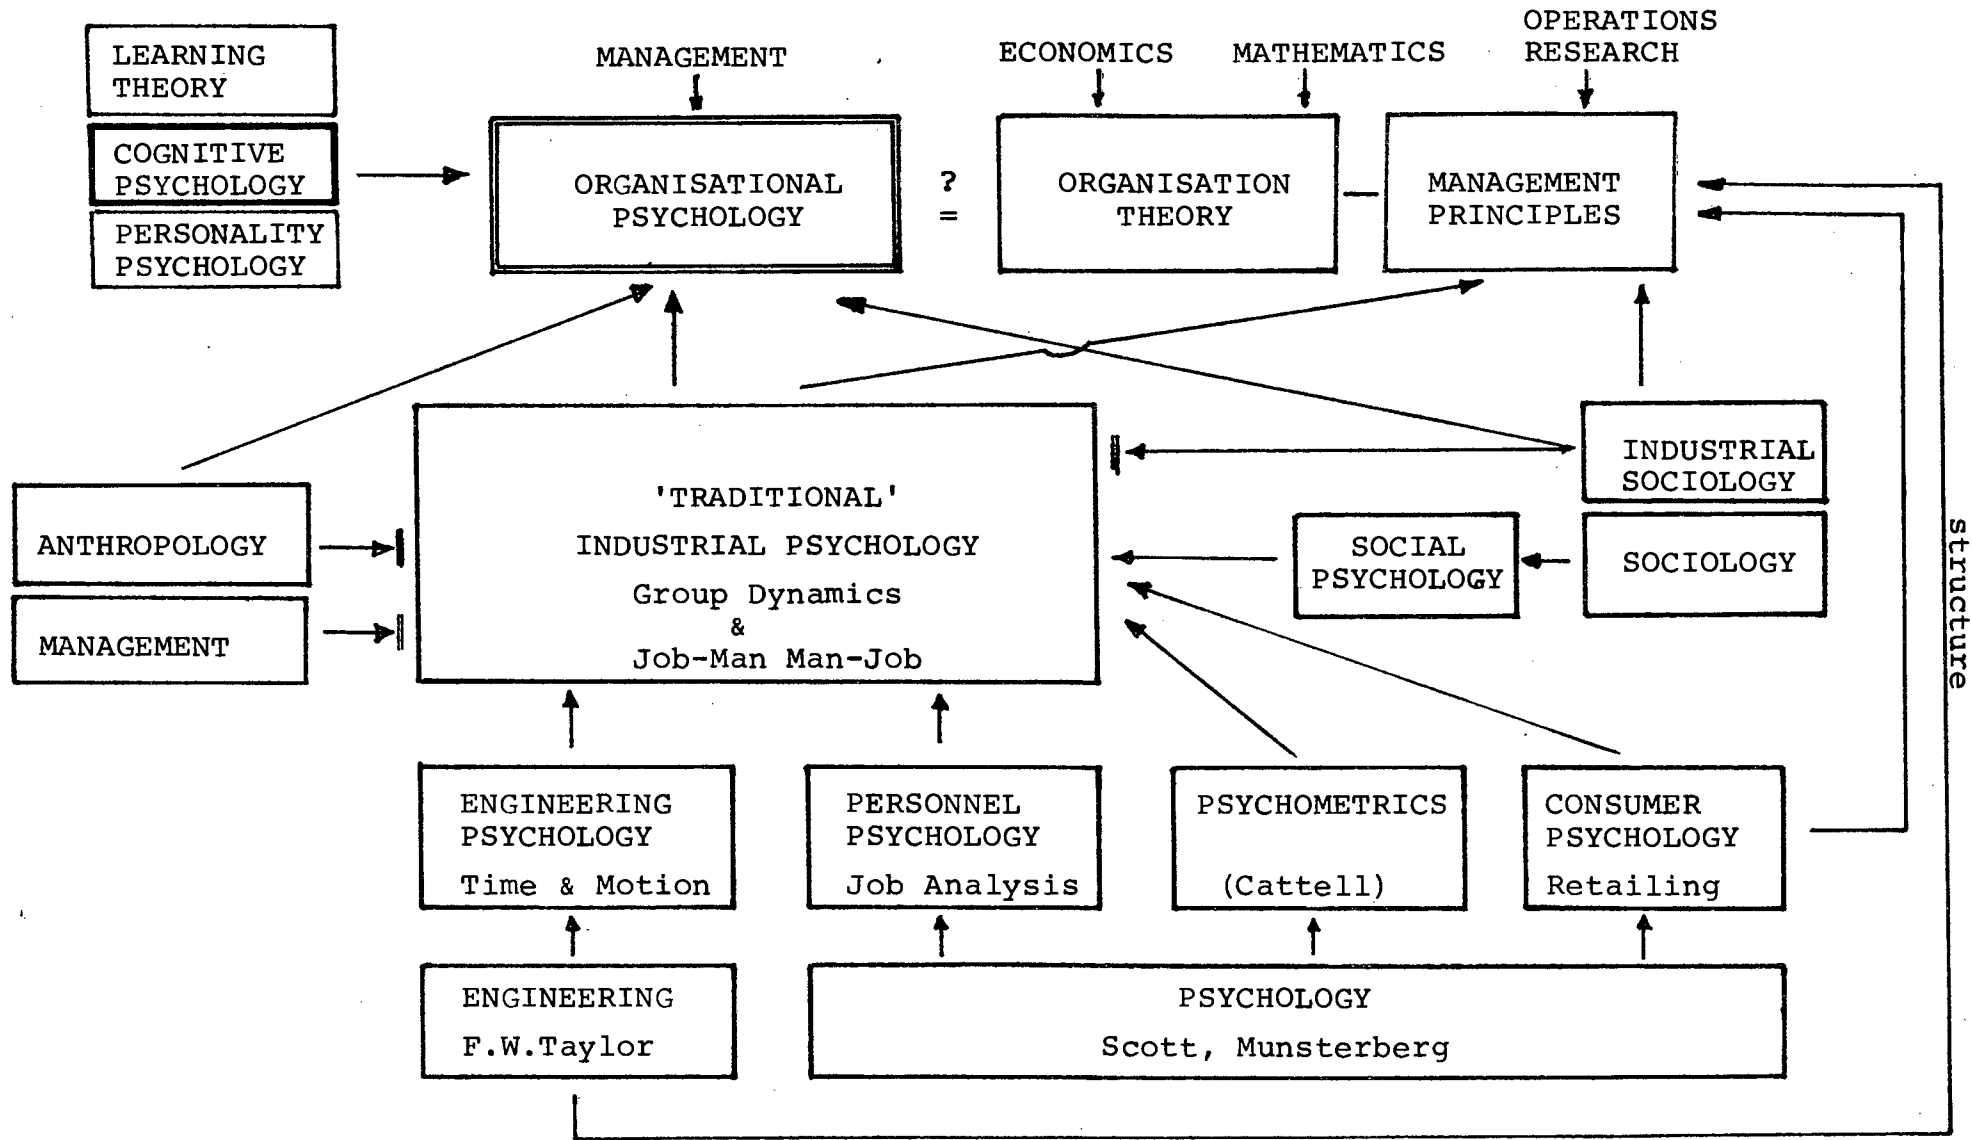 LEARNING
THEORY
COGNITIVE
PSYCHOLOGY
PERSONALITY
PSYCHOLOGY
MANAGEMENT
ORGANISATIONAL
PSYCHOLOGY
?
=
ECONOMICS
MATHEMATICS
ORGANISATION
THEORY
OPERATIONS
RESEARCH
MANAGEMENT
PRINCIPLES
ANTHROPOLOGY
MANAGEMENT
'TRADITIONAL'
INDUSTRIAL PSYCHOLOGY
Group Dynamics
&
Job-Man Man-Job
INDUSTRIAL
SOCIOLOGY
SOCIAL
PSYCHOLOGY
SOCIOLOGY
structure
ENGINEERING
PSYCHOLOGY
Time & Motion
PERSONNEL
PSYCHOLOGY
Job Analysis
PSYCHOMETRICS
(Cattell)
CONSUMER
PSYCHOLOGY
Retailing
ENGINEERING
F.W.Taylor
PSYCHOLOGY
Scott, Munsterberg